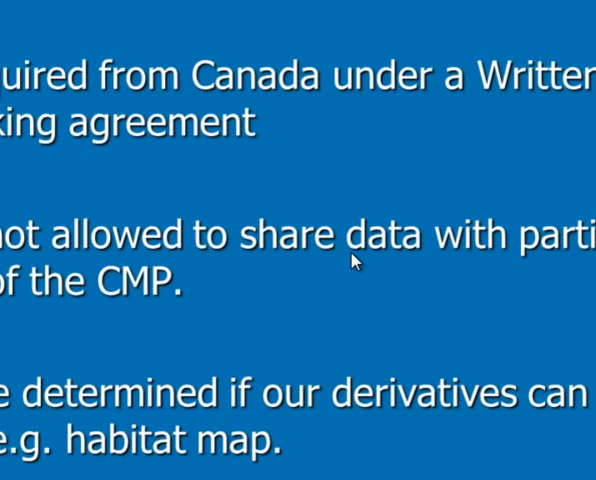 uired from Canada under a Written
king agreement
not allowed to share data with parti
of the CMP.
e determined if our derivatives can
e.g. habitat map.